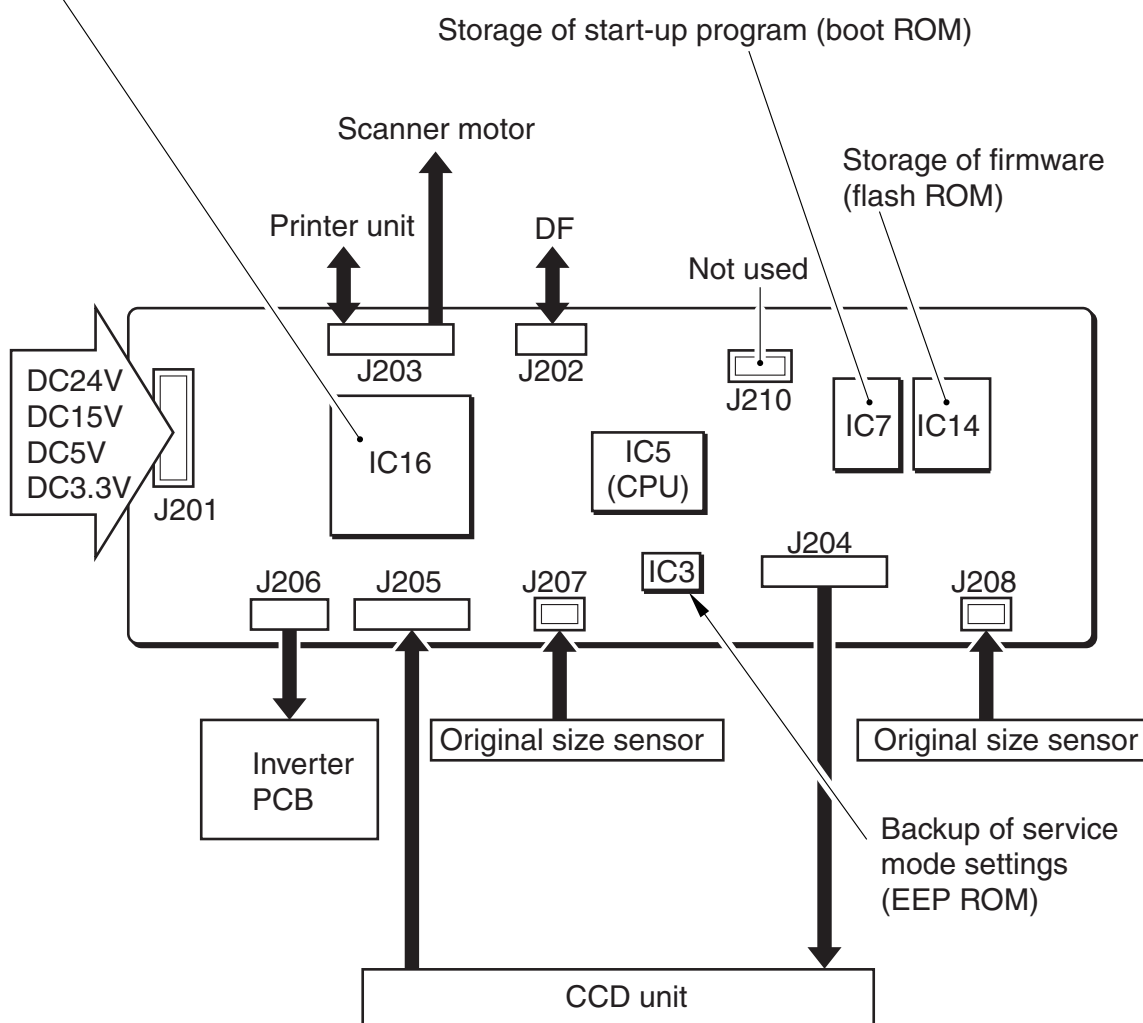 Storage of start-up program (boot ROM)
Scanner motor
Storage of firmware
(flash ROM)
Printer unit
DF
Not used
DC24V
DC15V
DC5V
DC3.3V
J201
J203
J202
J210
IC7
IC14
IC16
IC5
(CPU)
J204
IC3
J206
J205
J207
J208
Inverter
PCB
Original size sensor
Original size sensor
Backup of service
mode settings
(EEP ROM)
CCD unit